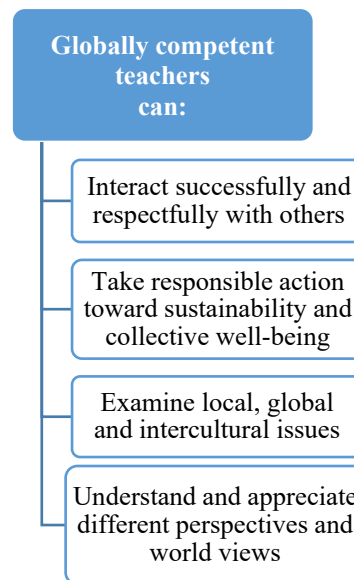 Globally competent
teachers
can:
Interact successfully and
respectfully with others
Take responsible action
toward sustainability and
collective well-being
Examine local, global
and intercultural issues
Understand and appreciate
different perspectives and
world views